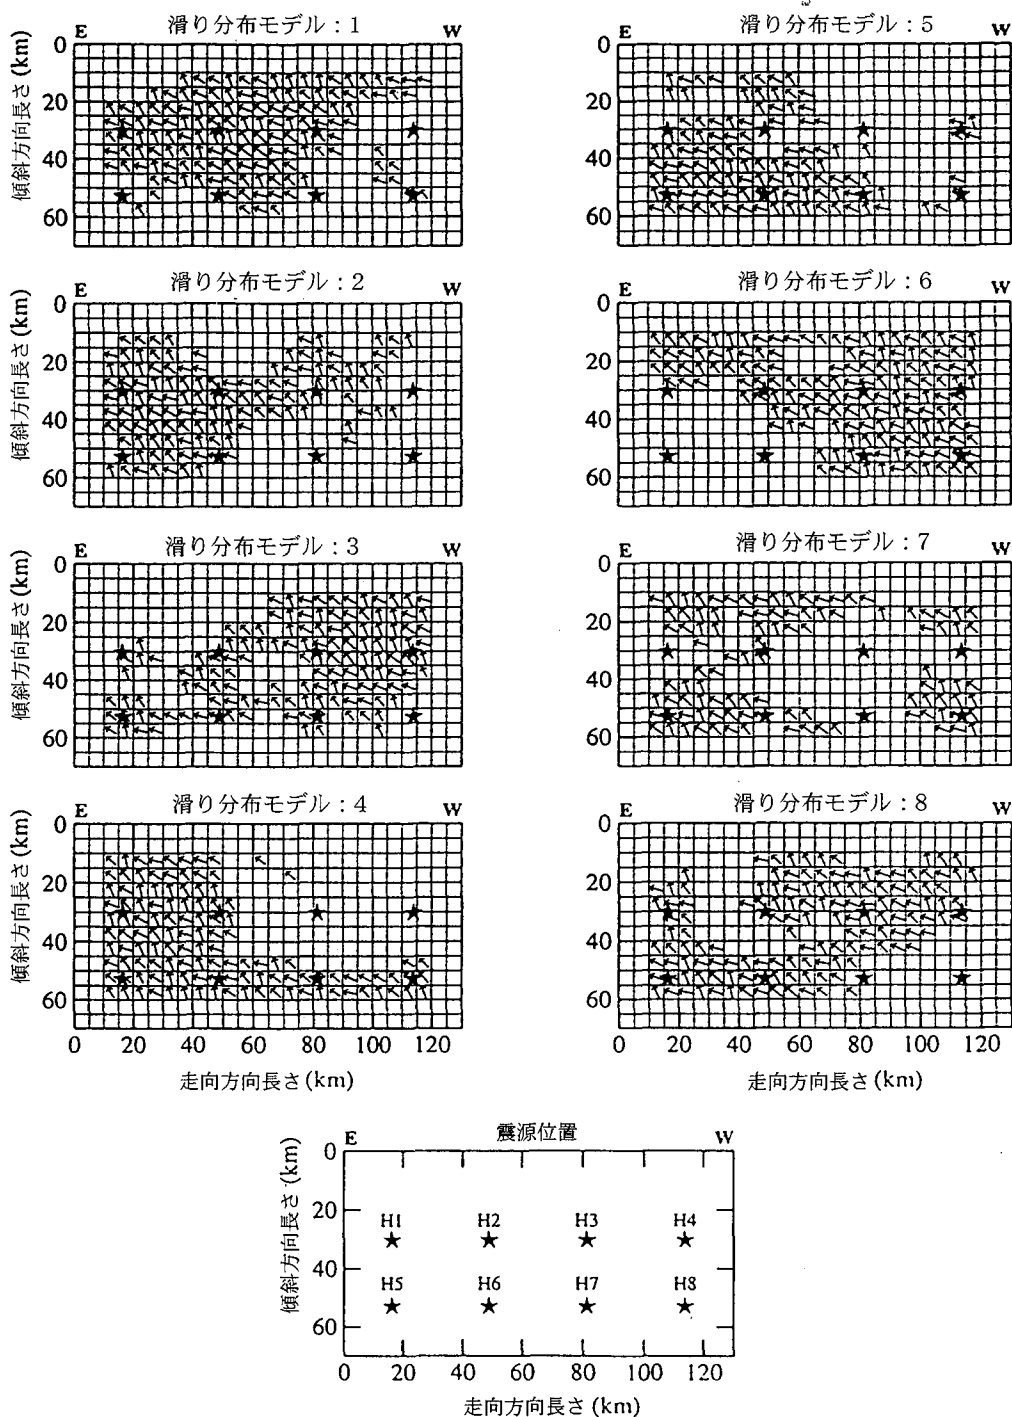 滑り分布モデル:1
E W
傾斜方向長さ(km)
0
20
40
60
滑り分布モデル:2
E W
傾斜方向長さ(km)
0
20
40
60
滑り分布モデル:3
E W
傾斜方向長さ(km)
0
20
40
60
滑り分布モデル:4
E W
傾斜方向長さ(km)
0
20
40
60
0 20 40 60 80 100 120
走向方向長さ(km)
滑り分布モデル:5
E W
0
20
40
60
滑り分布モデル:6
E W
0
20
40
60
滑り分布モデル:7
E W
0
20
40
60
滑り分布モデル:8
E W
0
20
40
60
0 20 40 60 80 100 120
走向方向長さ(km)
震源位置
E W
傾斜方向長さ(km)
0
20
40
60
H1 H2 H3 H4
H5 H6 H7 H8
0 20 40 60 80 100 120
走向方向長さ(km)